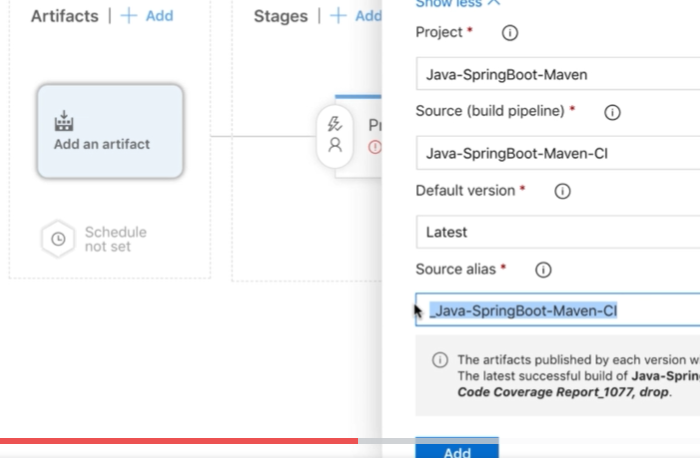 Artifacts | + Add
Stages | + Add
Add an artifact
Schedule
not set
Show less
Project *
Java-SpringBoot-Maven
Source (build pipeline) *
Java-SpringBoot-Maven-CI
Default version *
Latest
Source alias *
_Java-SpringBoot-Maven-CI
The artifacts published by each version w
The latest successful build of Java-Sprin
Code Coverage Report_1077, drop.
Add